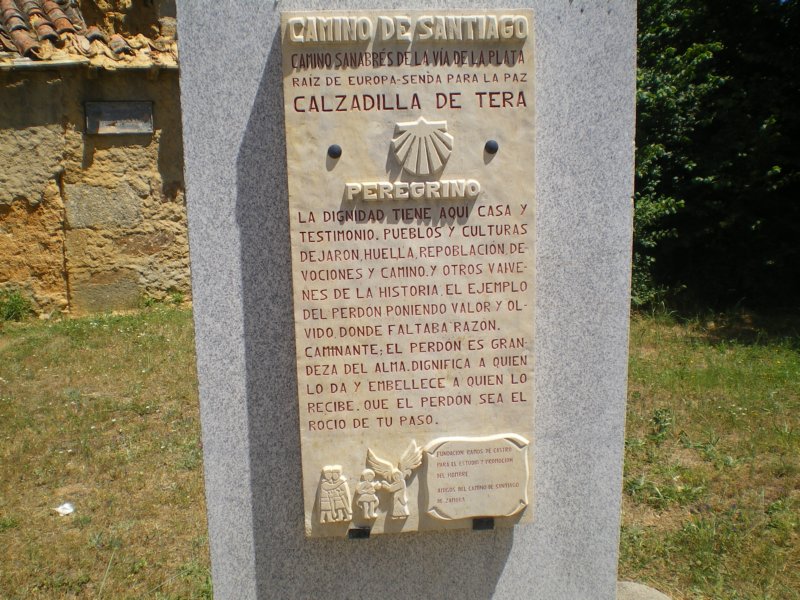 CAMINO DE SANTIAGO
CAMINO SANABRÉS DE LA VÍA DE LA PLATA
RAÍZ DE EUROPA-SENDA PARA LA PAZ
CALZADILLA DE TERA
PEREGRINO
LA DIGNIDAD TIENE AQUI CASA Y
TESTIMONIO. PUEBLOS Y CULTURAS
DEJARON, HUELLA, REPOBLACIÓN, DE-
VOCIONES Y CAMINO. Y OTROS VAIVE-
NES DE LA HISTORIA, EL EJEMPLO
DEL PERDON PONIENDO VALOR Y OL-
VIDO DONDE FALTABA RAZÓN.
CAMINANTE; EL PERDON ES GRAN-
DEZA DEL ALMA. DIGNIFICA A QUIEN
LO DA Y EMBELLECE A QUIEN LO
RECIBE. QUE EL PERDON SEA EL
ROCIO DE TU PASO.
FUNDACION RAMOS DE CASTRO
PARA EL ESTUDIO Y PROMOCION
DEL HOMBRE
AMIGOS DEL CAMINO DE SANTIAGO
DE ZAMORA